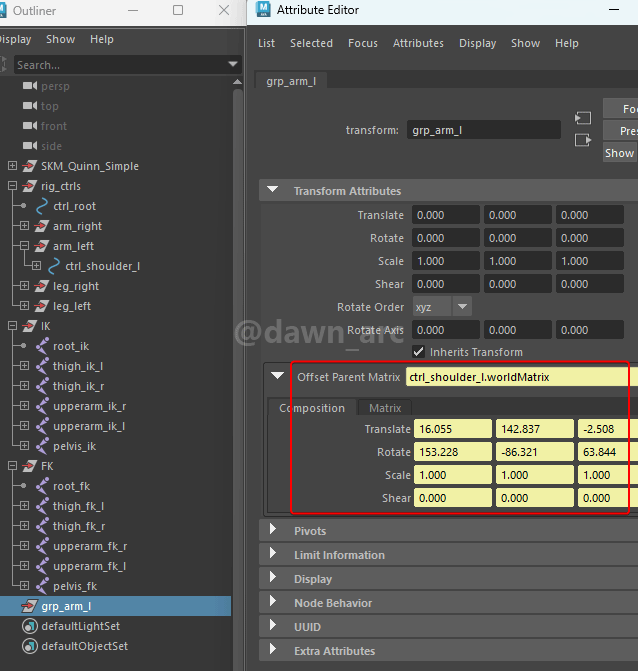 Outliner
Display Show Help
Search...
persp
top
front
side
SKM_Quinn_Simple
rig_ctrls
ctrl_root
arm_right
arm_left
ctrl_shoulder_l
leg_right
leg_left
IK
root_ik
thigh_ik_l
thigh_ik_r
upperarm_ik_r
upperarm_ik_l
pelvis_ik
FK
root_fk
thigh_fk_l
thigh_fk_r
upperarm_fk_r
upperarm_fk_l
pelvis_fk
grp_arm_l
defaultLightSet
defaultObjectSet
Attribute Editor
List Selected Focus Attributes Display Show Help
grp_arm_l
transform: grp_arm_l
Foc
Pres
Show
Transform Attributes
Translate 0.000 0.000 0.000
Rotate 0.000 0.000 0.000
Scale 1.000 1.000 1.000
Shear 0.000 0.000 0.000
Rotate Order xyz
Rotate Axis 0.000 0.000 0.000
Inherits Transform
Offset Parent Matrix ctrl_shoulder_l.worldMatrix
Composition Matrix
Translate 16.055 142.837 -2.508
Rotate 153.228 -86.321 63.844
Scale 1.000 1.000 1.000
Shear 0.000 0.000 0.000
Pivots
Limit Information
Display
Node Behavior
UUID
Extra Attributes
@dawn_arc